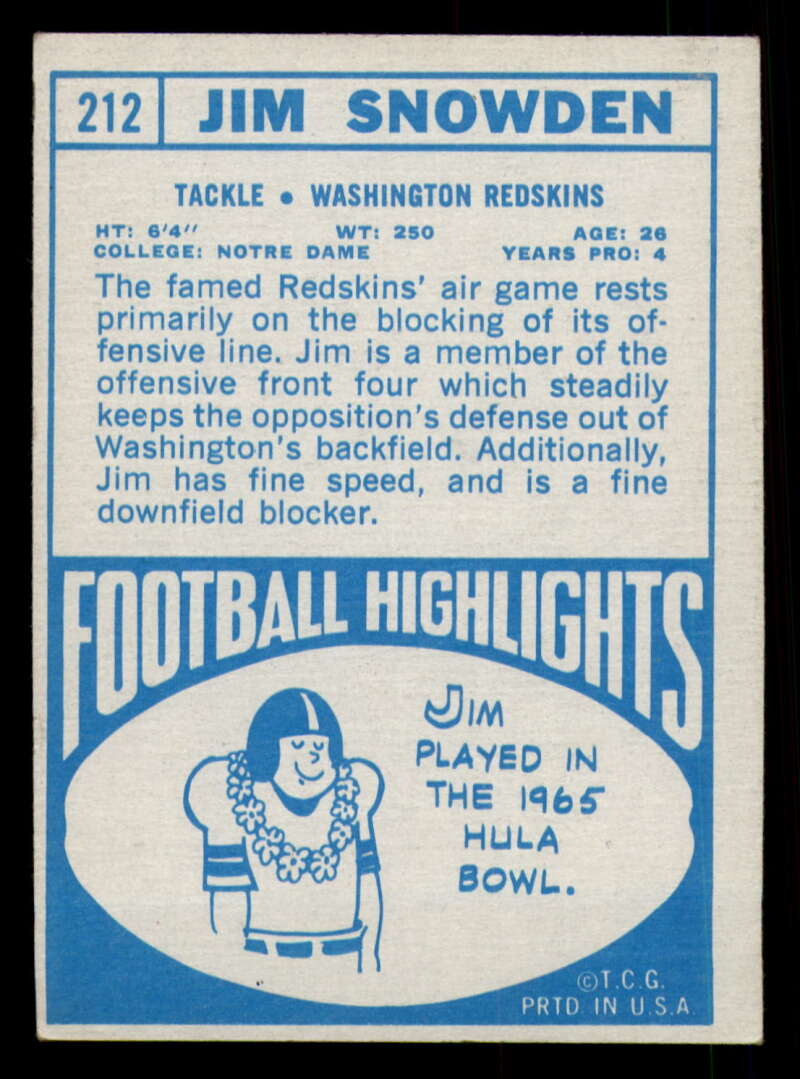 212 JIM SNOWDEN
TACKLE • WASHINGTON REDSKINS
HT: 6'4" WT: 250 AGE: 26
COLLEGE: NOTRE DAME YEARS PRO: 4
The famed Redskins' air game rests
primarily on the blocking of its of-
fensive line. Jim is a member of the
offensive front four which steadily
keeps the opposition's defense out of
Washington's backfield. Additionally,
Jim has fine speed, and is a fine
downfield blocker.
FOOTBALL HIGHLIGHTS
JIM
PLAYED IN
THE 1965
HULA
BOWL.
©T.C.G.
PRTD IN U.S.A